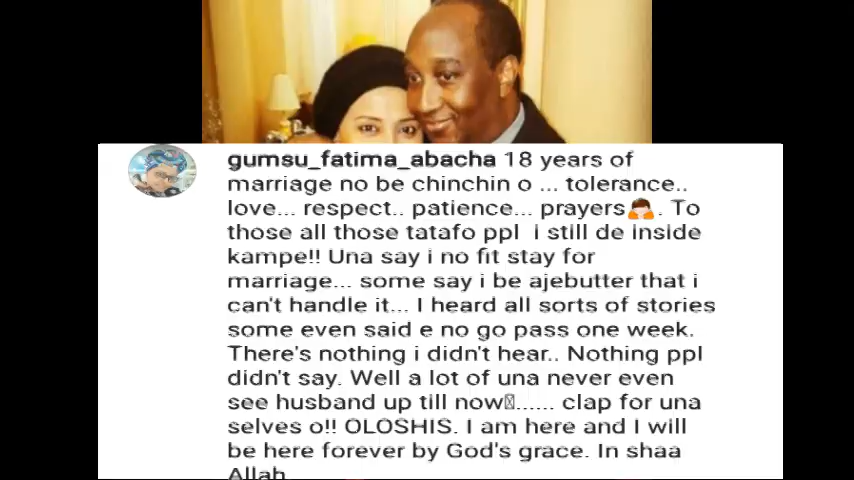 gumsu_fatima_abacha 18 years of
marriage no be chinchin o ... tolerance..
love... respect.. patience... prayers🙏. To
those all those tatafo ppl i still de inside
kampe!! Una say i no fit stay for
marriage... some say i be ajebutter that i
can't handle it... I heard all sorts of stories
some even said e no go pass one week.
There's nothing i didn't hear.. Nothing ppl
didn't say. Well a lot of una never even
see husband up till now...... clap for una
selves o!! OLOSHIS. I am here and I will
be here forever by God's grace. In shaa
Allah